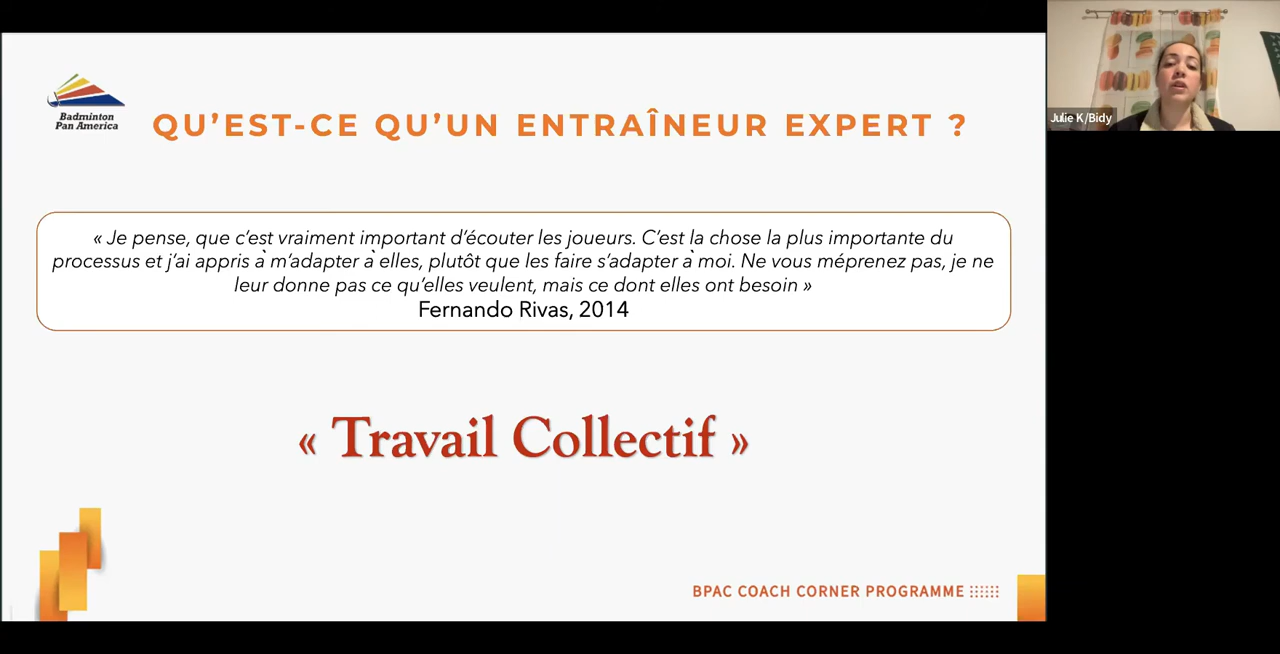 Badminton
Pan America
QU'EST-CE QU'UN ENTRAÎNEUR EXPERT ?
« Je pense, que c'est vraiment important d'écouter les joueurs. C'est la chose la plus importante du
processus et j'ai appris à m'adapter à elles, plutôt que les faire s'adapter à moi. Ne vous méprenez pas, je ne
leur donne pas ce qu'elles veulent, mais ce dont elles ont besoin »
Fernando Rivas, 2014
« Travail Collectif »
BPAC COACH CORNER PROGRAMME
Julie K/Bidy